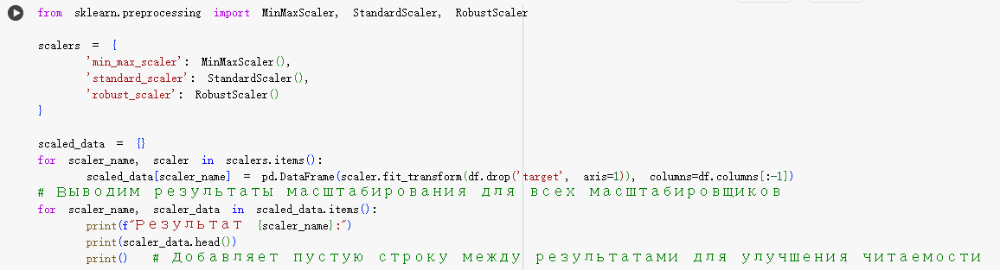 from sklearn.preprocessing import MinMaxScaler, StandardScaler, RobustScaler
scalers = {
'min_max_scaler': MinMaxScaler(),
'standard_scaler': StandardScaler(),
'robust_scaler': RobustScaler()
}
scaled_data = {}
for scaler_name, scaler in scalers.items():
scaled_data[scaler_name] = pd.DataFrame(scaler.fit_transform(df.drop('target', axis=1)), columns=df.columns[:-1])
# Выводим результаты масштабирования для всех масштабировщиков
for scaler_name, scaler_data in scaled_data.items():
print(f"Результат {scaler_name}:")
print(scaler_data.head())
print() # Добавляет пустую строку между результатами для улучшения читаемости